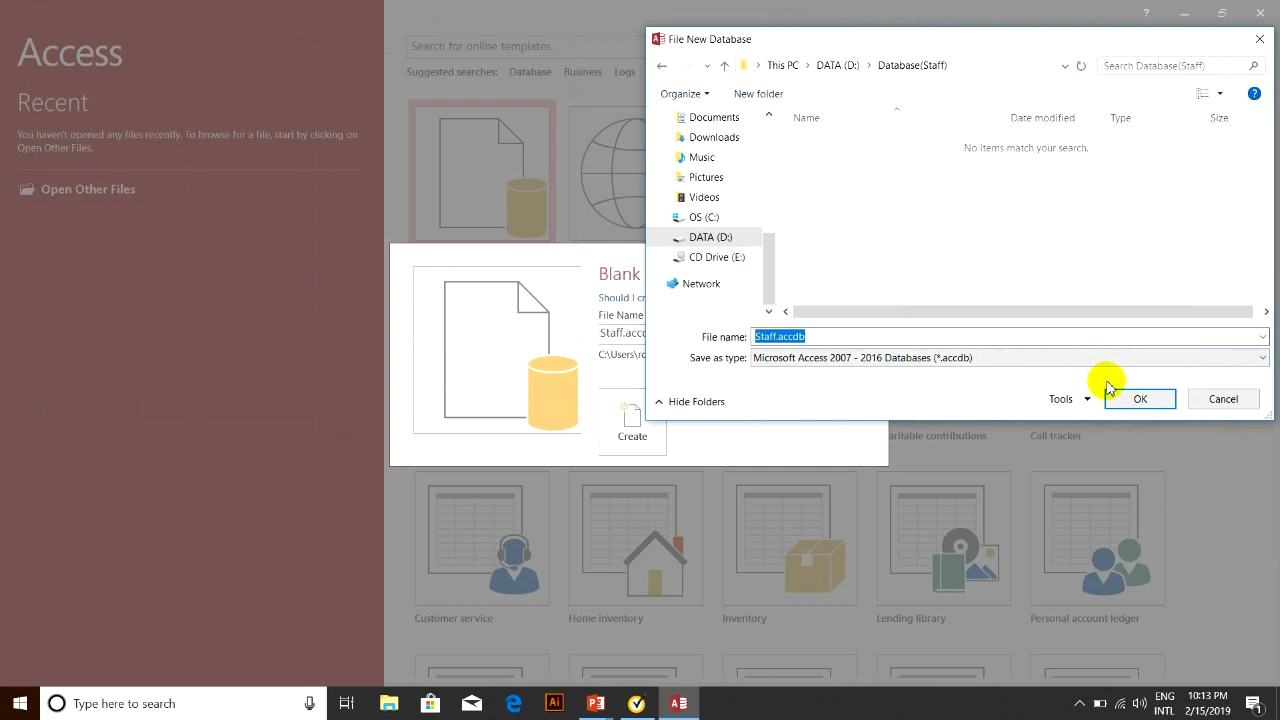 Access
Recent
You haven't opened any files recently. To browse for a file, start by clicking on
Open Other Files.
Open Other Files
Search for online templates
Suggested searches: Database Business Logs
Blank
Should I cr
File Name
Staff.accd
C:\Users\ro
Create
File New Database
This PC > DATA (D:) > Database(Staff)
Search Database(Staff)
Organize
New folder
Name Date modified Type Size
No items match your search.
Documents
Downloads
Music
Pictures
Videos
OS (C:)
DATA (D:)
CD Drive (E:)
Network
File name: Staff.accdb
Save as type: Microsoft Access 2007 - 2016 Databases (*.accdb)
Hide Folders
Tools
OK
Cancel
aritable contributions
Call tracker
Customer service
Home inventory
Inventory
Lending library
Personal account ledger
Type here to search
Ai
ENG
INTL
10:13 PM
2/15/2019
1